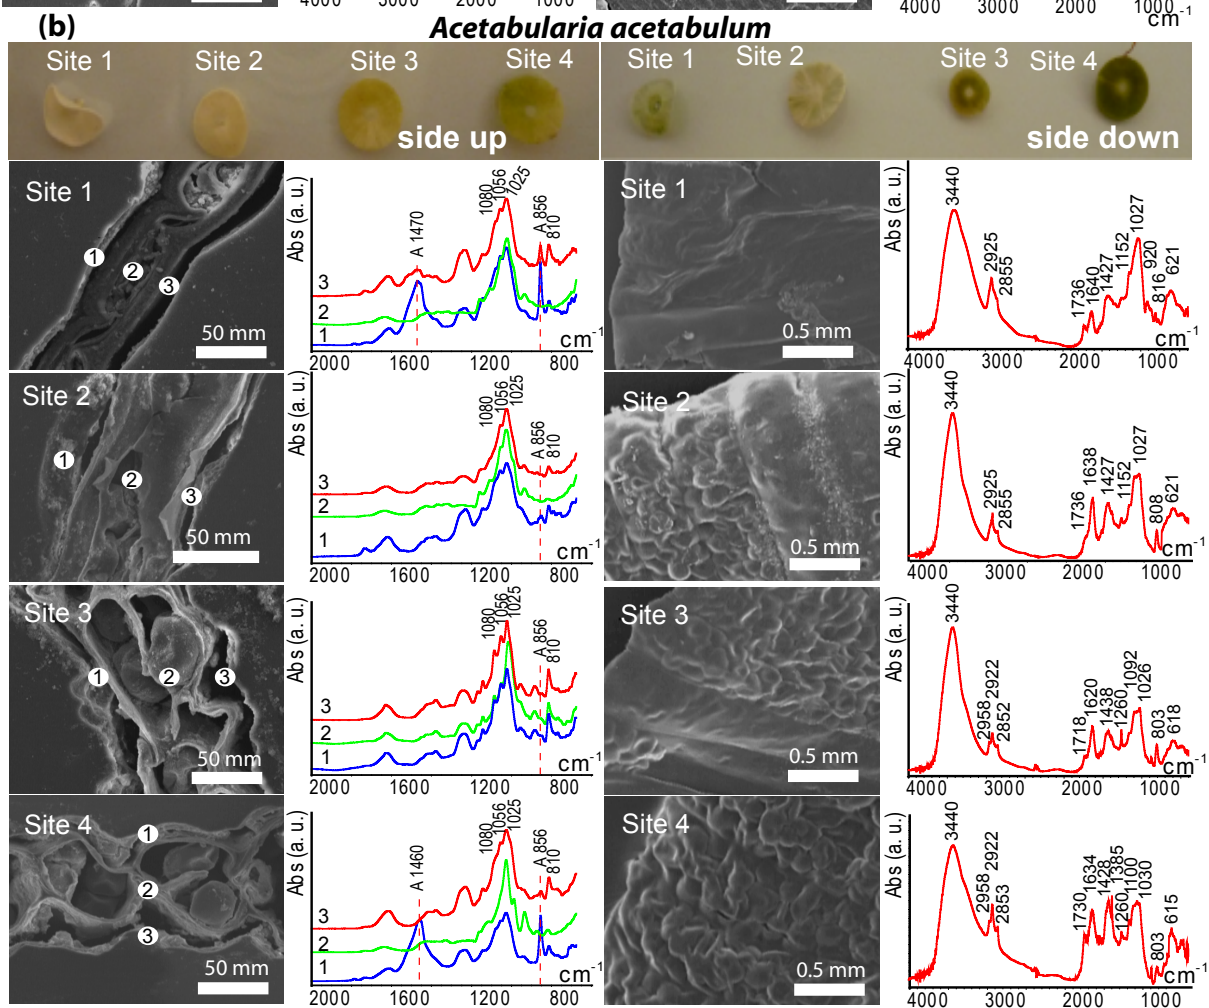 4000 3000 2000 1000
4000 3000 2000 1000
cm-1
(b)
Acetabularia acetabulum
Site 1 Site 2 Site 3 Site 4
side up
Site 1 Site 2 Site 3 Site 4
side down
Site 1
1 2 3
50 mm
Abs (a. u.)
A 1470
1080
1056
1025
A 856
810
3
2
1
cm-1
2000 1600 1200 800
Site 1
0.5 mm
Abs (a. u.)
3440
2925
2855
1736
1640
1427
1152
1027
920
816
621
cm-1
4000 3000 2000 1000
Site 2
1 2 3
50 mm
Abs (a. u.)
1080
1056
1025
A 856
810
3
2
1
cm-1
2000 1600 1200 800
Site 2
0.5 mm
Abs (a. u.)
3440
2925
2855
1736
1638
1427
1152
1027
808
621
cm-1
4000 3000 2000 1000
Site 3
1 2 3
50 mm
Abs (a. u.)
1080
1056
1025
A 856
810
3
2
1
cm-1
2000 1600 1200 800
Site 3
0.5 mm
Abs (a. u.)
3440
2958
2922
2852
1718
1620
1438
1260
1092
1026
803
618
cm-1
4000 3000 2000 1000
Site 4
1
2
3
50 mm
Abs (a. u.)
A 1460
1080
1056
1025
A 856
810
3
2
1
cm-1
2000 1600 1200 800
Site 4
0.5 mm
Abs (a. u.)
3440
2958
2922
2853
1730
1634
1428
1385
1260
1100
1030
803
615
cm-1
4000 3000 2000 1000